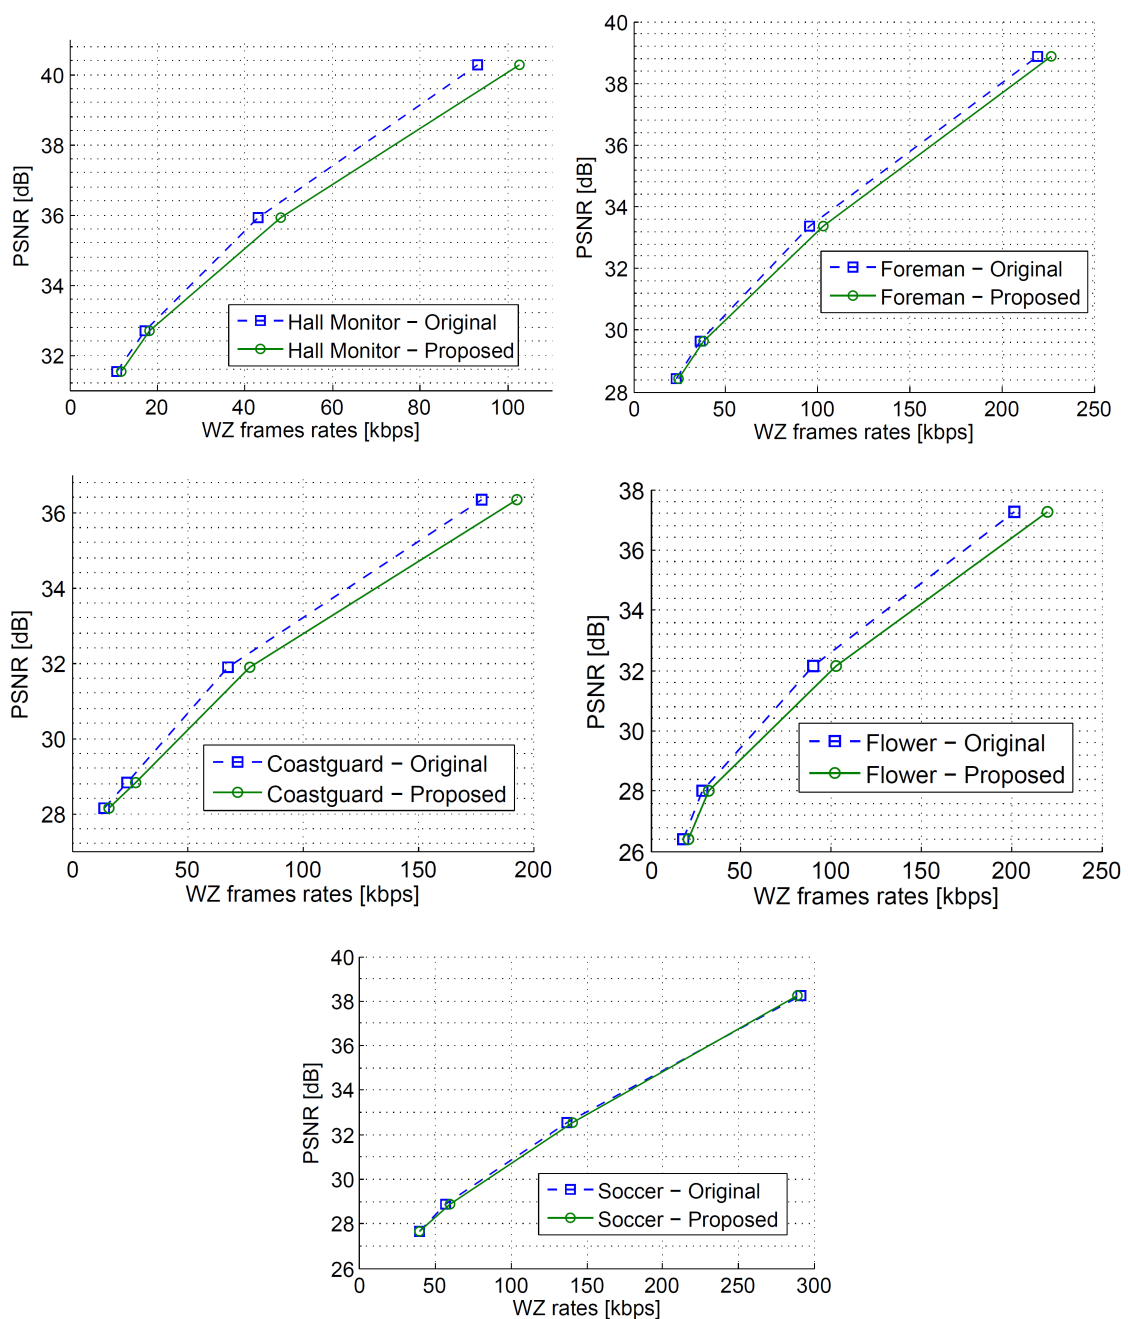 40
38
36
34
32
PSNR [dB]
Hall Monitor − Original
Hall Monitor − Proposed
0 20 40 60 80 100
WZ frames rates [kbps]
40
38
36
34
33
32
30
29
28
PSNR [dB]
Foreman − Original
Foreman − Proposed
0 50 100 150 200 250
WZ frames rates [kbps]
36
34
32
30
28
PSNR [dB]
Coastguard − Original
Coastguard − Proposed
0 50 100 150 200
WZ frames rates [kbps]
38
36
34
32
30
28
26
PSNR [dB]
Flower − Original
Flower − Proposed
0 50 100 150 200 250
WZ frames rates [kbps]
40
38
36
34
32
30
29
28
26
PSNR [dB]
Soccer − Original
Soccer − Proposed
0 50 100 150 200 250 300
WZ rates [kbps]